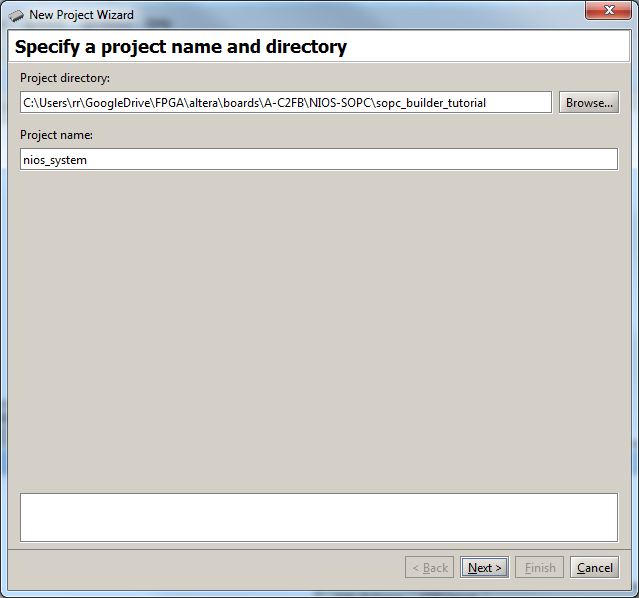 New Project Wizard
Specify a project name and directory
Project directory:
C:\Users\rr\GoogleDrive\FPGA\altera\boards\A-C2FB\NIOS-SOPC\sopc_builder_tutorial
Browse...
Project name:
nios_system
< Back
Next >
Finish
Cancel